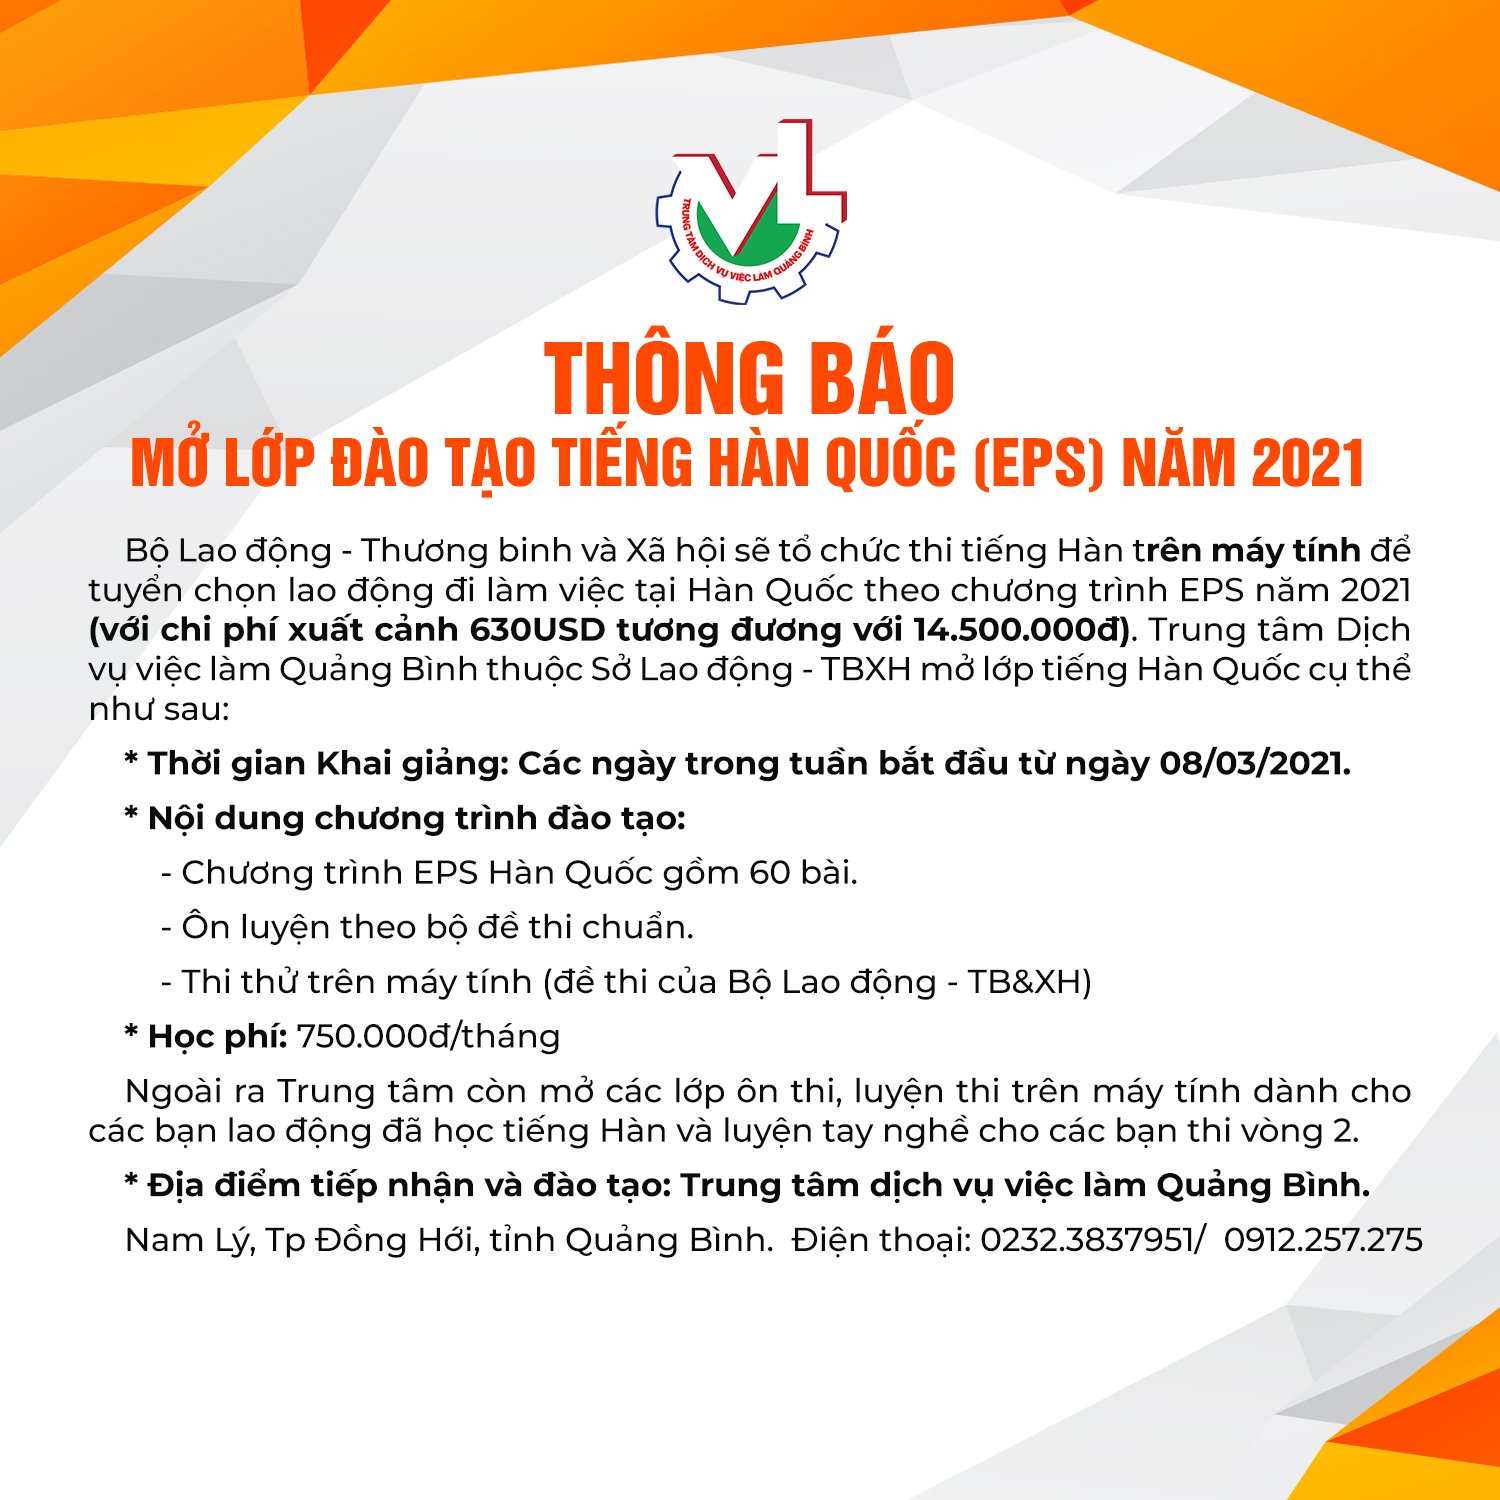 TRUNG TÂM DỊCH VỤ VIỆC LÀM QUẢNG BÌNH
THÔNG BÁO
MỞ LỚP ĐÀO TẠO TIẾNG HÀN QUỐC (EPS) NĂM 2021
Bộ Lao động - Thương binh và Xã hội sẽ tổ chức thi tiếng Hàn trên máy tính để
tuyển chọn lao động đi làm việc tại Hàn Quốc theo chương trình EPS năm 2021
(với chi phí xuất cảnh 630USD tương đương với 14.500.000đ). Trung tâm Dịch
vụ việc làm Quảng Bình thuộc Sở Lao động - TBXH mở lớp tiếng Hàn Quốc cụ thể
như sau:
* Thời gian Khai giảng: Các ngày trong tuần bắt đầu từ ngày 08/03/2021.
* Nội dung chương trình đào tạo:
- Chương trình EPS Hàn Quốc gồm 60 bài.
- Ôn luyện theo bộ đề thi chuẩn.
- Thi thử trên máy tính (đề thi của Bộ Lao động - TB&XH)
* Học phí: 750.000đ/tháng
Ngoài ra Trung tâm còn mở các lớp ôn thi, luyện thi trên máy tính dành cho
các bạn lao động đã học tiếng Hàn và luyện tay nghề cho các bạn thi vòng 2.
* Địa điểm tiếp nhận và đào tạo: Trung tâm dịch vụ việc làm Quảng Bình.
Nam Lý, Tp Đồng Hới, tỉnh Quảng Bình. Điện thoại: 0232.3837951/ 0912.257.275